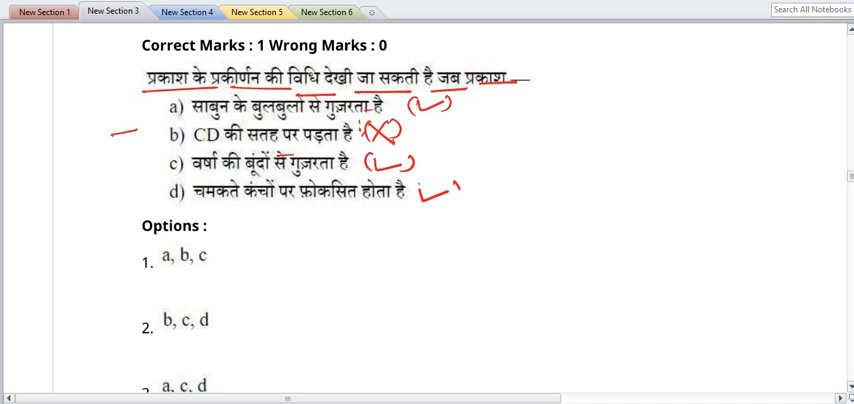 New Section 1 New Section 3 New Section 4 New Section 5 New Section 6 Search All Notebooks
Correct Marks : 1 Wrong Marks : 0
प्रकाश के प्रकीर्णन की विधि देखी जा सकती है जब प्रकाश
a) साबुन के बुलबुलों से गुज़रता है
b) CD की सतह पर पड़ता है
c) वर्षा की बूंदों से गुज़रता है
d) चमकते कंचों पर फ़ोकसित होता है
Options :
1. a, b, c
2. b, c, d
a, c, d